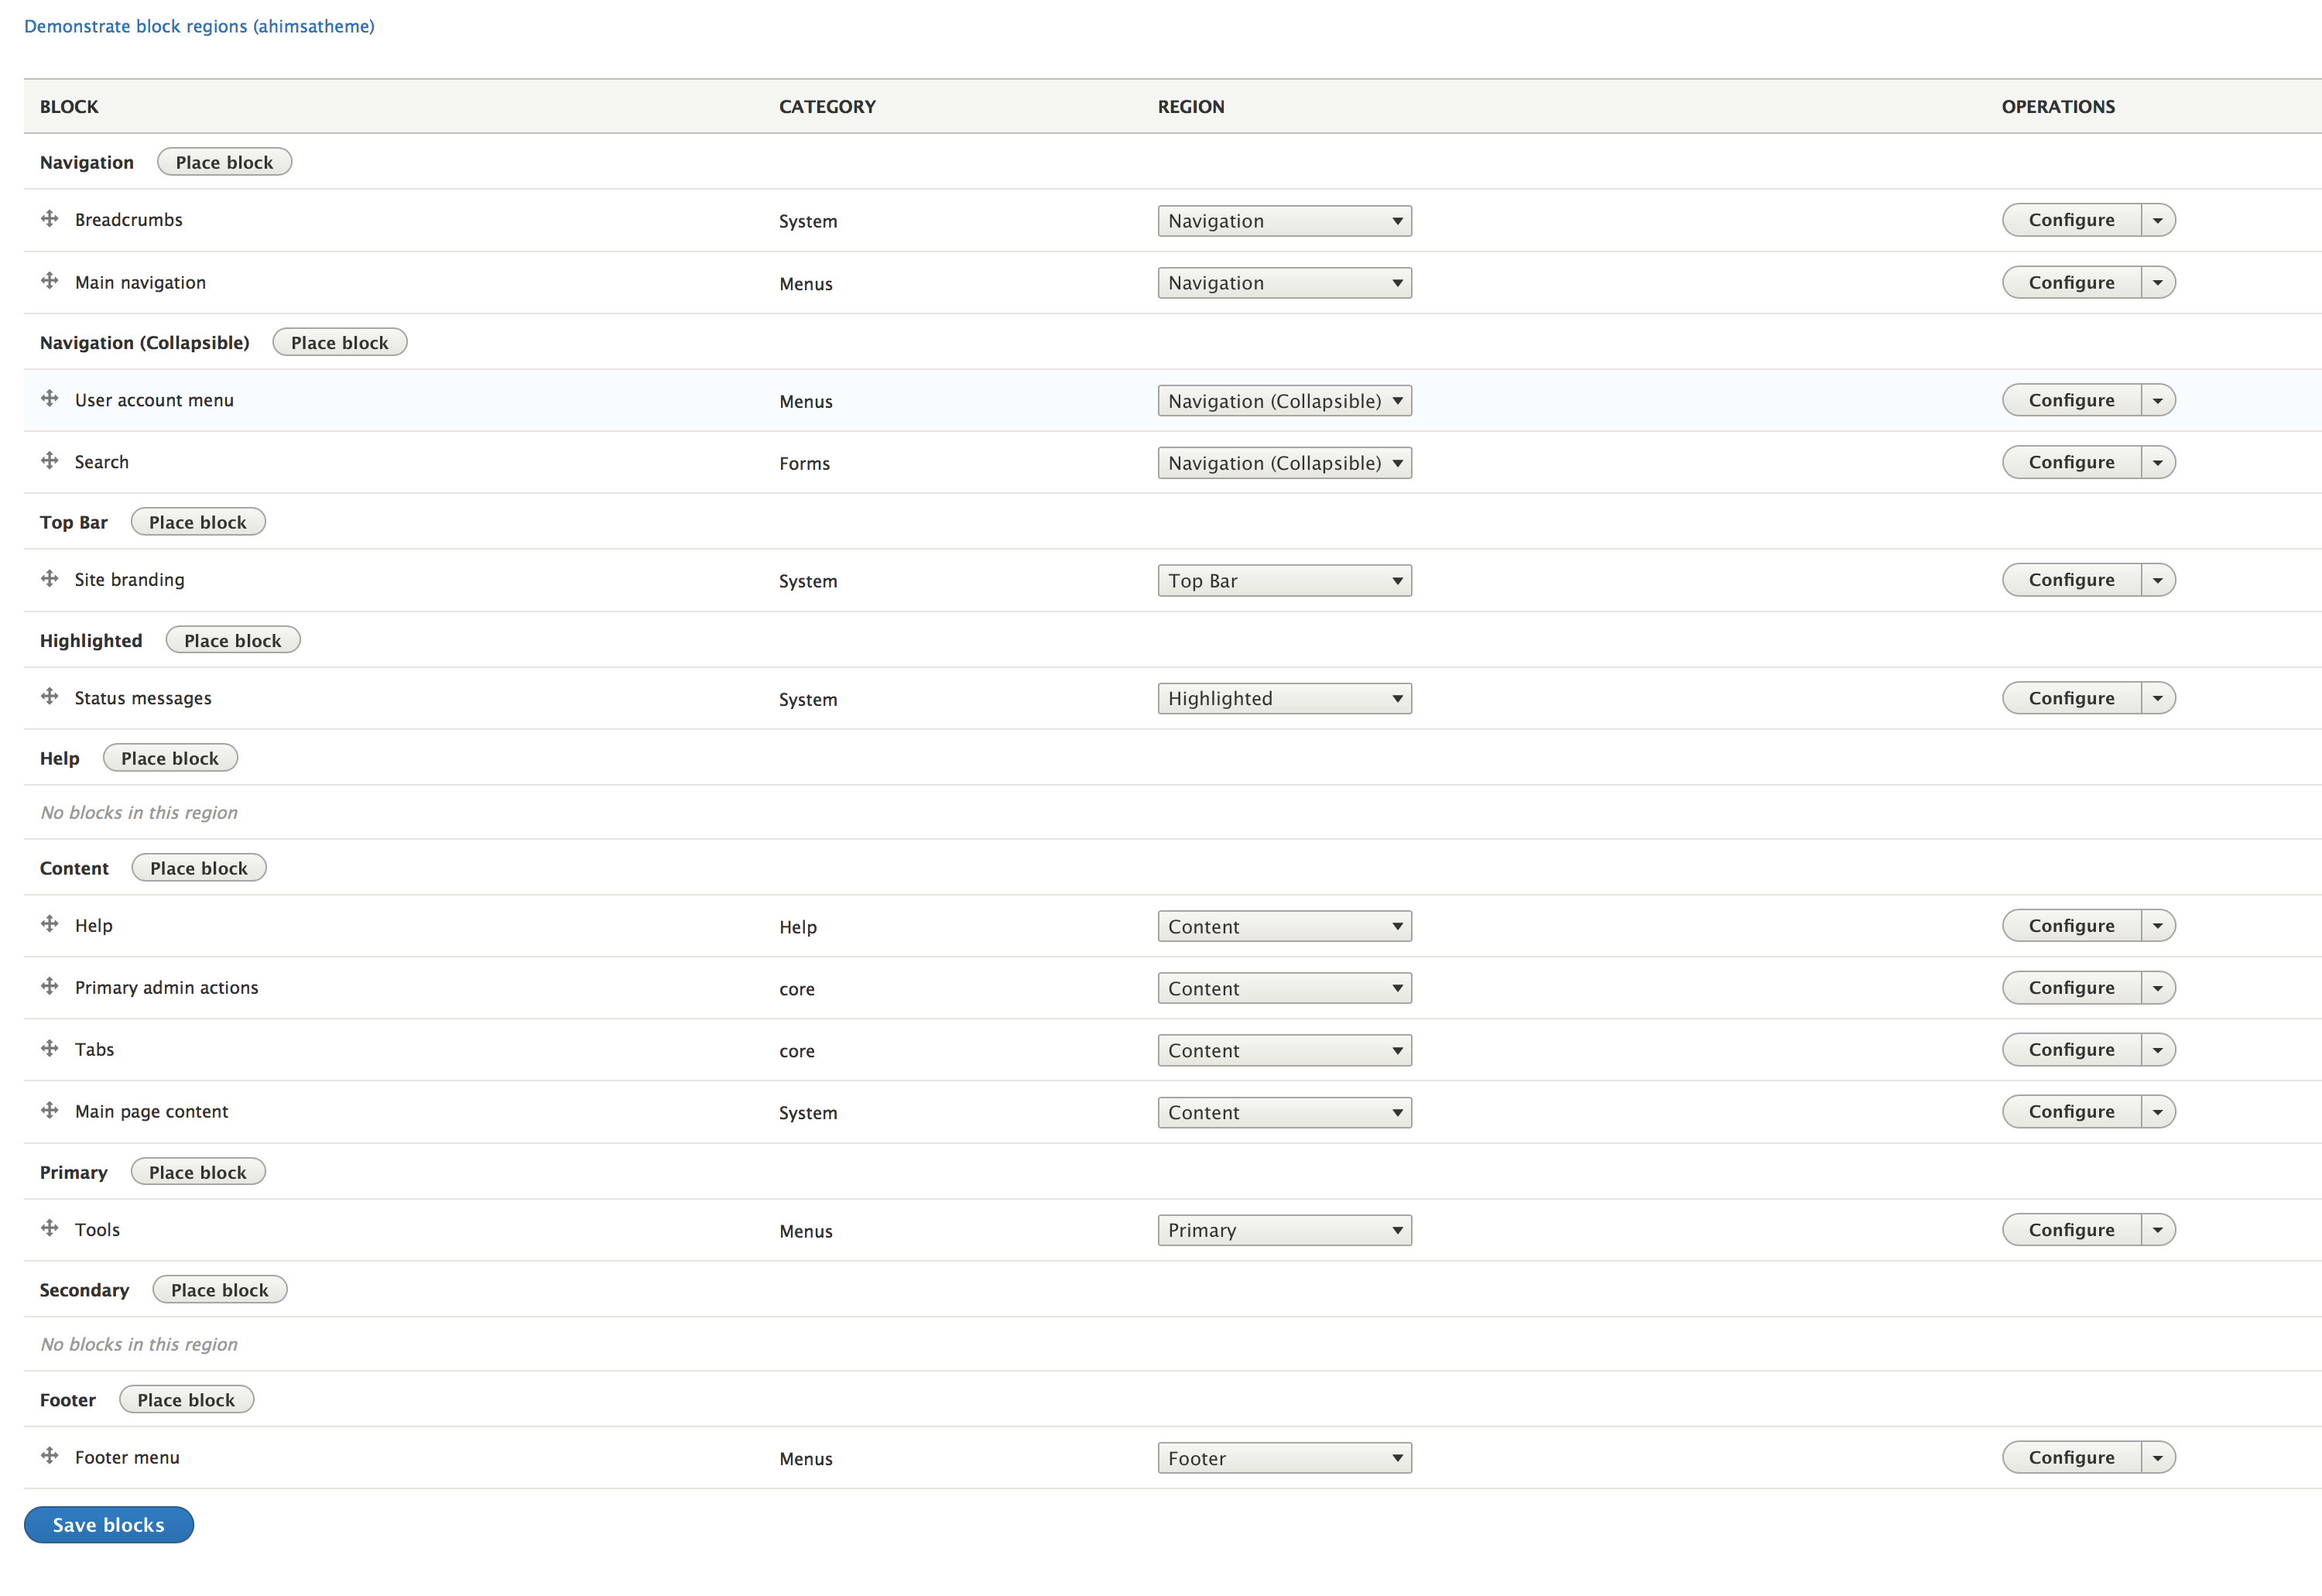 Demonstrate block regions (ahimsatheme)
BLOCK CATEGORY REGION OPERATIONS
Navigation Place block
Breadcrumbs System Navigation Configure
Main navigation Menus Navigation Configure
Navigation (Collapsible) Place block
User account menu Menus Navigation (Collapsible) Configure
Search Forms Navigation (Collapsible) Configure
Top Bar Place block
Site branding System Top Bar Configure
Highlighted Place block
Status messages System Highlighted Configure
Help Place block
No blocks in this region
Content Place block
Help Help Content Configure
Primary admin actions core Content Configure
Tabs core Content Configure
Main page content System Content Configure
Primary Place block
Tools Menus Primary Configure
Secondary Place block
No blocks in this region
Footer Place block
Footer menu Menus Footer Configure
Save blocks